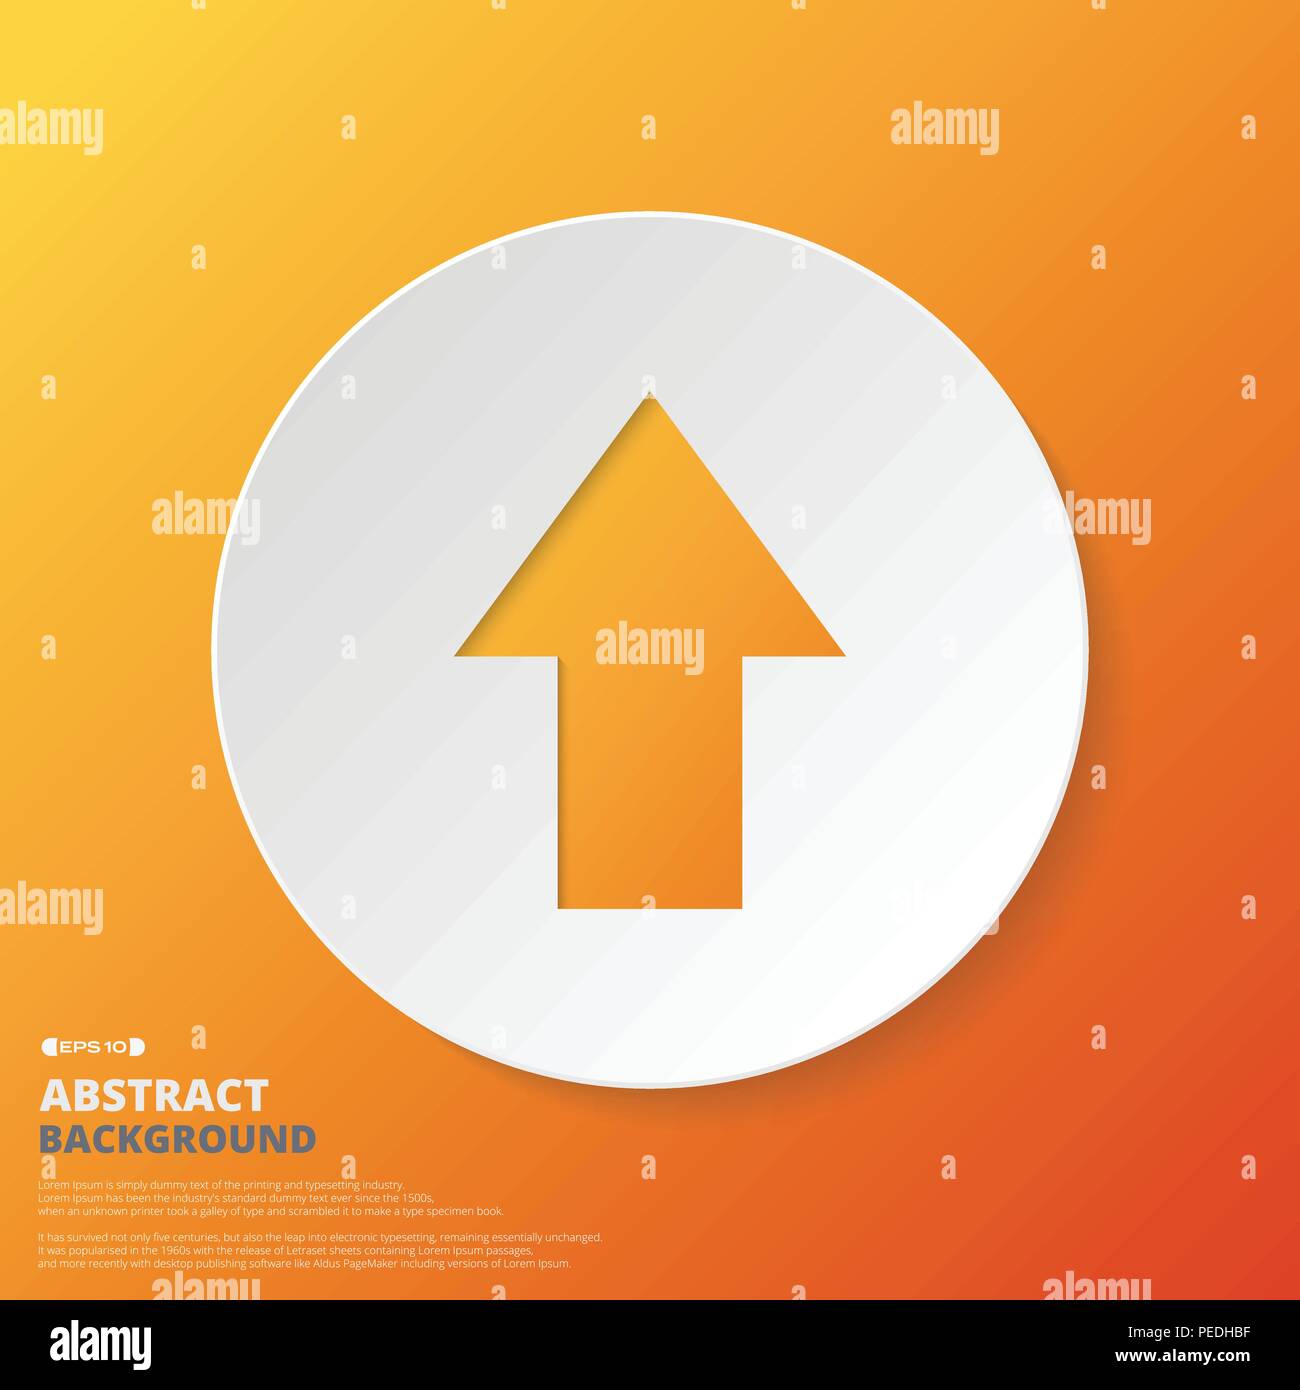 alamy
a
EPS 10
ABSTRACT
BACKGROUND
Lorem Ipsum is simply dummy text of the printing and typesetting industry.
Lorem Ipsum has been the industry's standard dummy text ever since the 1500s,
when an unknown printer took a galley of type and scrambled it to make a type specimen book.
It has survived not only five centuries, but also the leap into electronic typesetting, remaining essentially unchanged.
It was popularised in the 1960s with the release of Letraset sheets containing Lorem Ipsum passages,
and more recently with desktop publishing software like Aldus PageMaker including versions of Lorem Ipsum.
alamy
Image ID: PEDHBF
www.alamy.com